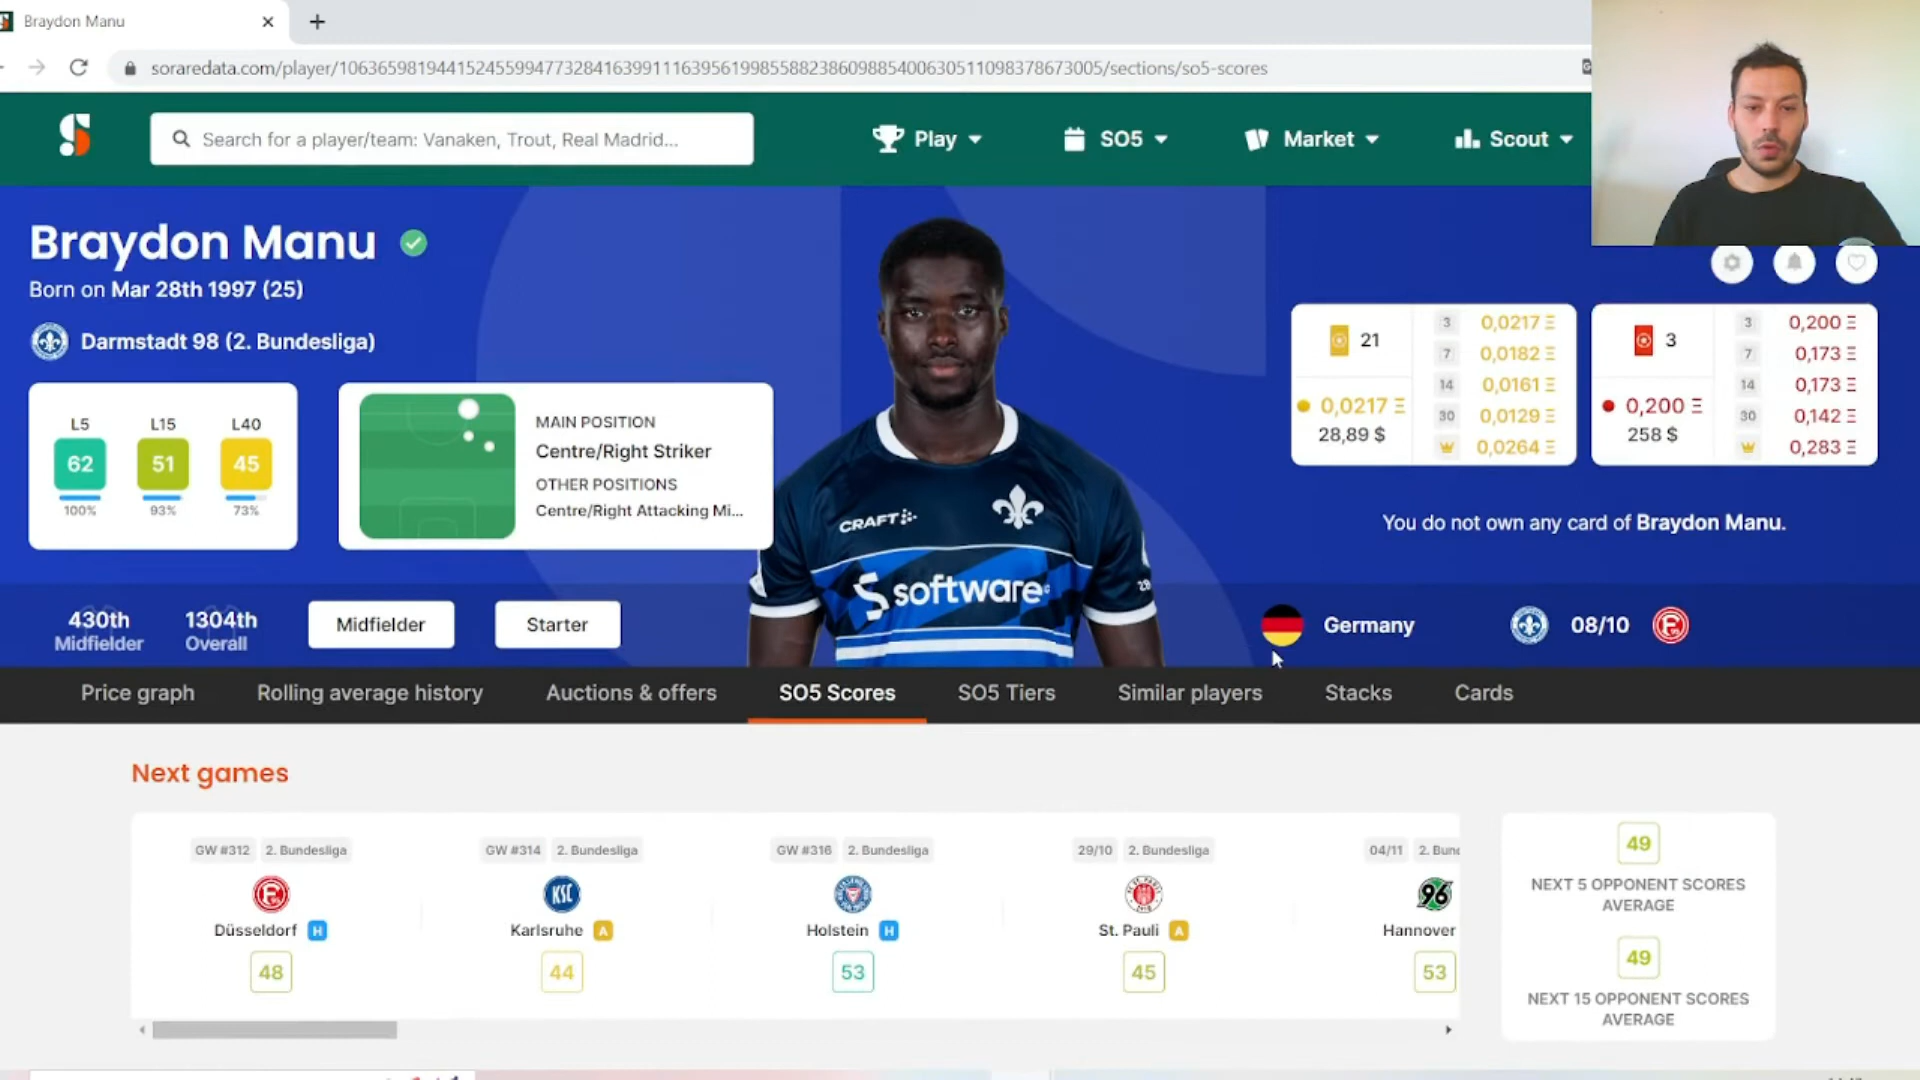 Braydon Manu
soraredata.com/player/106365981944152455994773284163991116395619985588238609885400630511098378673005/sections/so5-scores
Search for a player/team: Vanaken, Trout, Real Madrid...
Play
SO5
Market
Scout
Braydon Manu
Born on Mar 28th 1997 (25)
Darmstadt 98 (2. Bundesliga)
L5 L15 L40
62 51 45
100% 93% 73%
MAIN POSITION
Centre/Right Striker
OTHER POSITIONS
Centre/Right Attacking Mi...
CRAFT
software
21
0,0217 Ξ
28,89 $
3 0,0217 Ξ
7 0,0182 Ξ
14 0,0161 Ξ
30 0,0129 Ξ
0,0264 Ξ
3
0,200 Ξ
258 $
3 0,200 Ξ
7 0,173 Ξ
14 0,173 Ξ
30 0,142 Ξ
0,283 Ξ
You do not own any card of Braydon Manu.
430th
Midfielder
1304th
Overall
Midfielder
Starter
Germany
08/10
Price graph
Rolling average history
Auctions & offers
SO5 Scores
SO5 Tiers
Similar players
Stacks
Cards
Next games
GW #312 2. Bundesliga
Düsseldorf H
48
GW #314 2. Bundesliga
KSC
Karlsruhe A
44
GW #316 2. Bundesliga
Holstein H
53
29/10 2. Bundesliga
St. Pauli A
45
04/11 2. Bund
96
Hannover
53
49
NEXT 5 OPPONENT SCORES
AVERAGE
49
NEXT 15 OPPONENT SCORES
AVERAGE